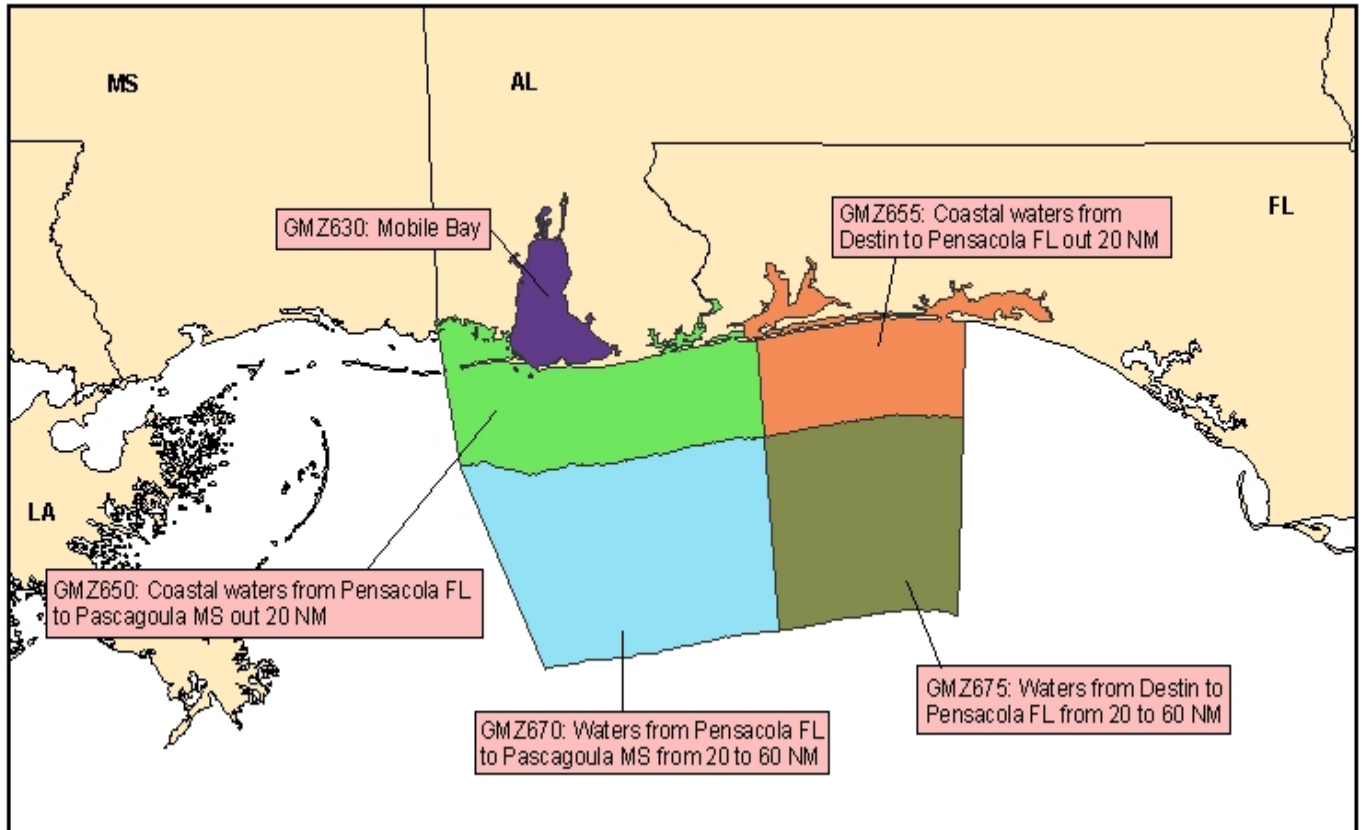 MS
AL
GMZ630: Mobile Bay
GMZ655: Coastal waters from
Destin to Pensacola FL out 20 NM
FL
LA
GMZ650: Coastal waters from Pensacola FL
to Pascagoula MS out 20 NM
GMZ675: Waters from Destin to
Pensacola FL from 20 to 60 NM
GMZ670: Waters from Pensacola FL
to Pascagoula MS from 20 to 60 NM